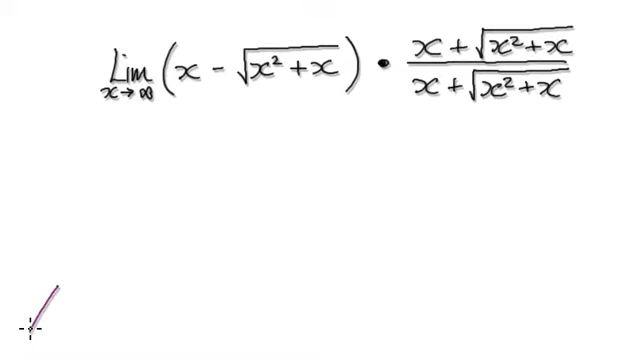 Lim x→∞ (x − √(x² + x)) • (x + √(x² + x)) / (x + √(x² + x))